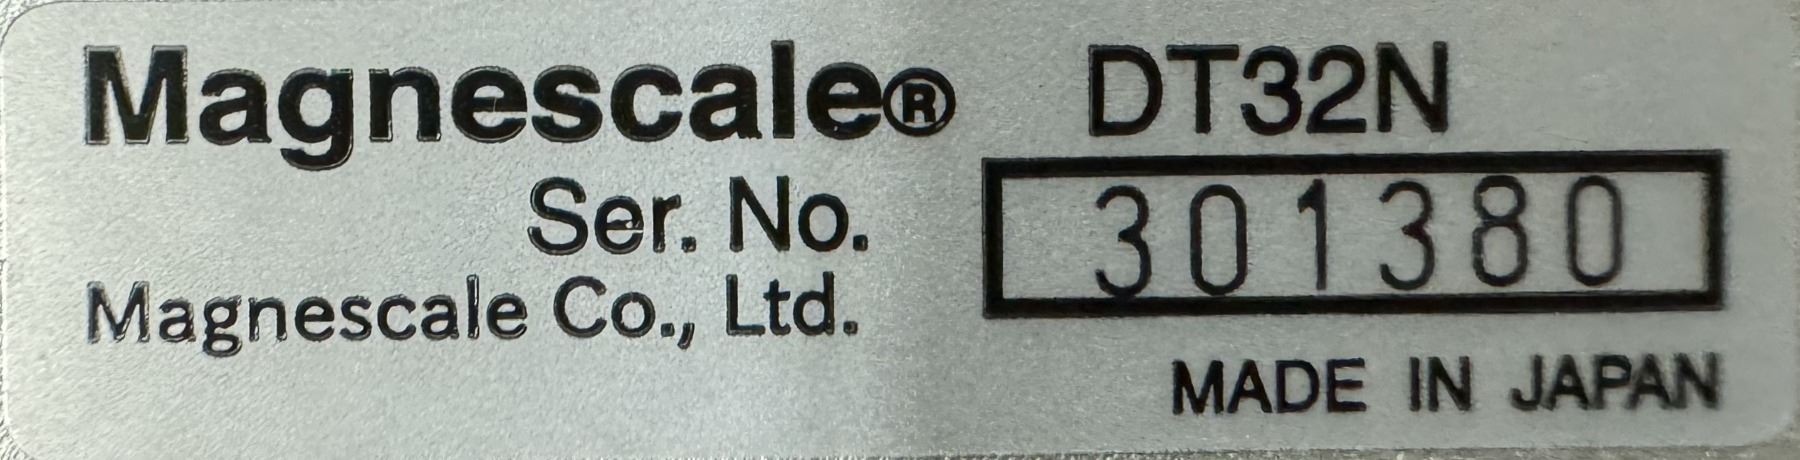 Magnescale® DT32N
Ser. No. 301380
Magnescale Co., Ltd.
MADE IN JAPAN